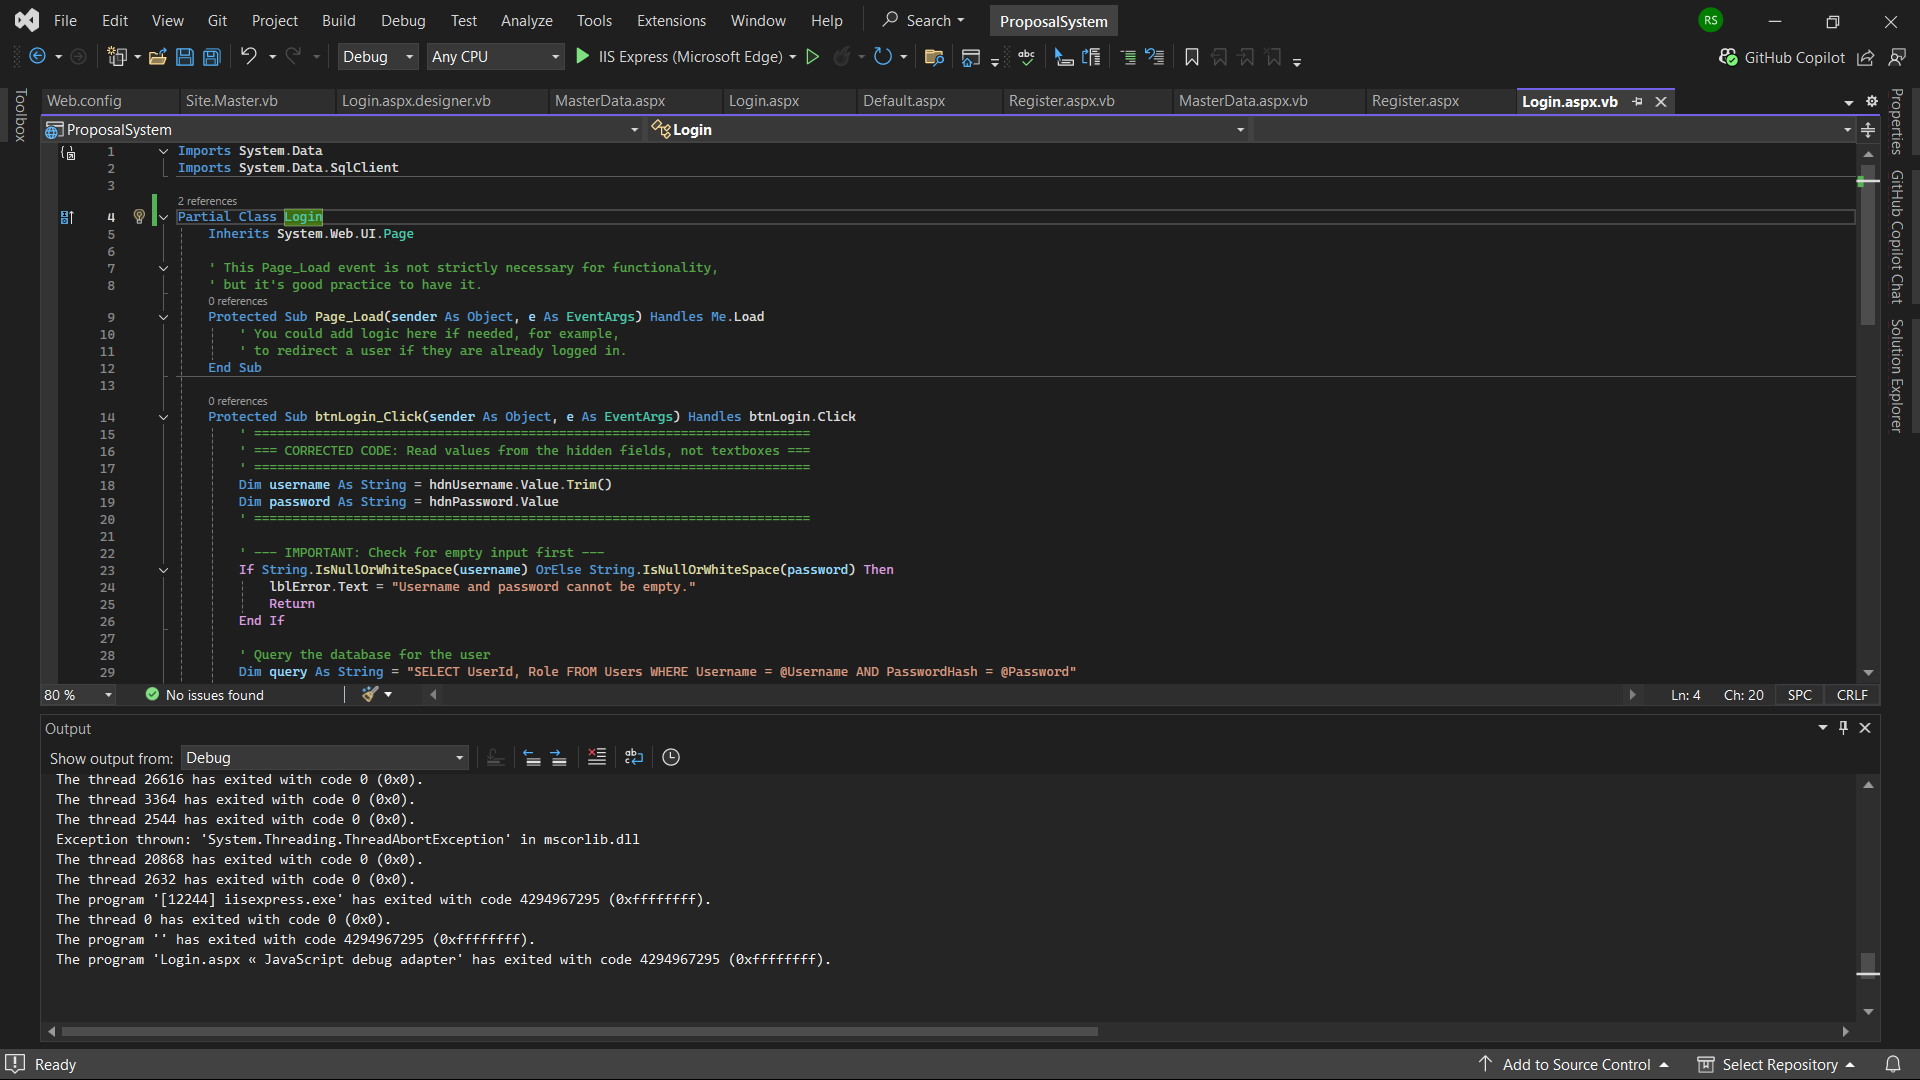 File Edit View Git Project Build Debug Test Analyze Tools Extensions Window Help Search ProposalSystem RS
Debug Any CPU IIS Express (Microsoft Edge) abc GitHub Copilot
Toolbox
Web.config Site.Master.vb Login.aspx.designer.vb MasterData.aspx Login.aspx Default.aspx Register.aspx.vb MasterData.aspx.vb Register.aspx Login.aspx.vb
ProposalSystem Login
1 Imports System.Data
2 Imports System.Data.SqlClient
3
2 references
4 Partial Class Login
5 Inherits System.Web.UI.Page
6
7 ' This Page_Load event is not strictly necessary for functionality,
8 ' but it's good practice to have it.
0 references
9 Protected Sub Page_Load(sender As Object, e As EventArgs) Handles Me.Load
10 ' You could add logic here if needed, for example,
11 ' to redirect a user if they are already logged in.
12 End Sub
13
0 references
14 Protected Sub btnLogin_Click(sender As Object, e As EventArgs) Handles btnLogin.Click
15 ' =========================================================================
16 ' === CORRECTED CODE: Read values from the hidden fields, not textboxes ===
17 ' =========================================================================
18 Dim username As String = hdnUsername.Value.Trim()
19 Dim password As String = hdnPassword.Value
20 ' =========================================================================
21
22 ' --- IMPORTANT: Check for empty input first ---
23 If String.IsNullOrWhiteSpace(username) OrElse String.IsNullOrWhiteSpace(password) Then
24 lblError.Text = "Username and password cannot be empty."
25 Return
26 End If
27
28 ' Query the database for the user
29 Dim query As String = "SELECT UserId, Role FROM Users WHERE Username = @Username AND PasswordHash = @Password"
Properties
GitHub Copilot Chat
Solution Explorer
80 % No issues found Ln: 4 Ch: 20 SPC CRLF
Output
Show output from: Debug
The thread 26616 has exited with code 0 (0x0).
The thread 3364 has exited with code 0 (0x0).
The thread 2544 has exited with code 0 (0x0).
Exception thrown: 'System.Threading.ThreadAbortException' in mscorlib.dll
The thread 20868 has exited with code 0 (0x0).
The thread 2632 has exited with code 0 (0x0).
The program '[12244] iisexpress.exe' has exited with code 4294967295 (0xffffffff).
The thread 0 has exited with code 0 (0x0).
The program '' has exited with code 4294967295 (0xffffffff).
The program 'Login.aspx « JavaScript debug adapter' has exited with code 4294967295 (0xffffffff).
Ready Add to Source Control Select Repository